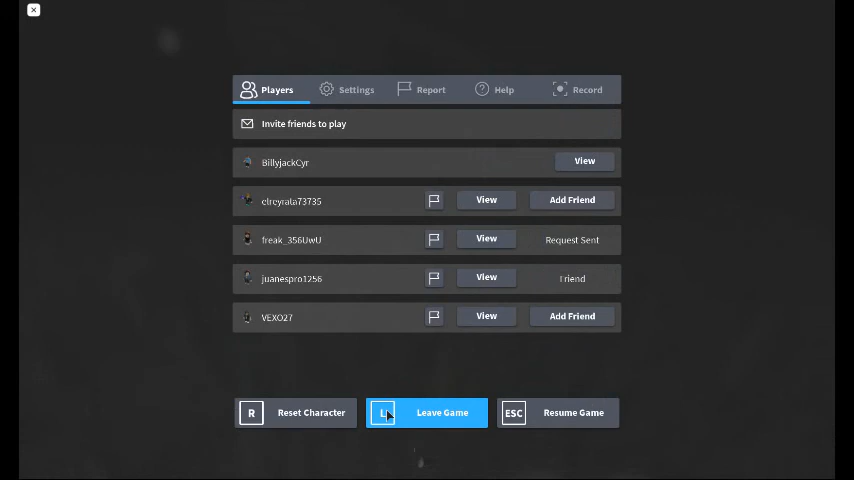 Players Settings Report Help Record
Invite friends to play
BillyjackCyr View
elreyrata73735 View Add Friend
freak_356UwU View Request Sent
juanespro1256 View Friend
VEXO27 View Add Friend
R Reset Character L Leave Game ESC Resume Game